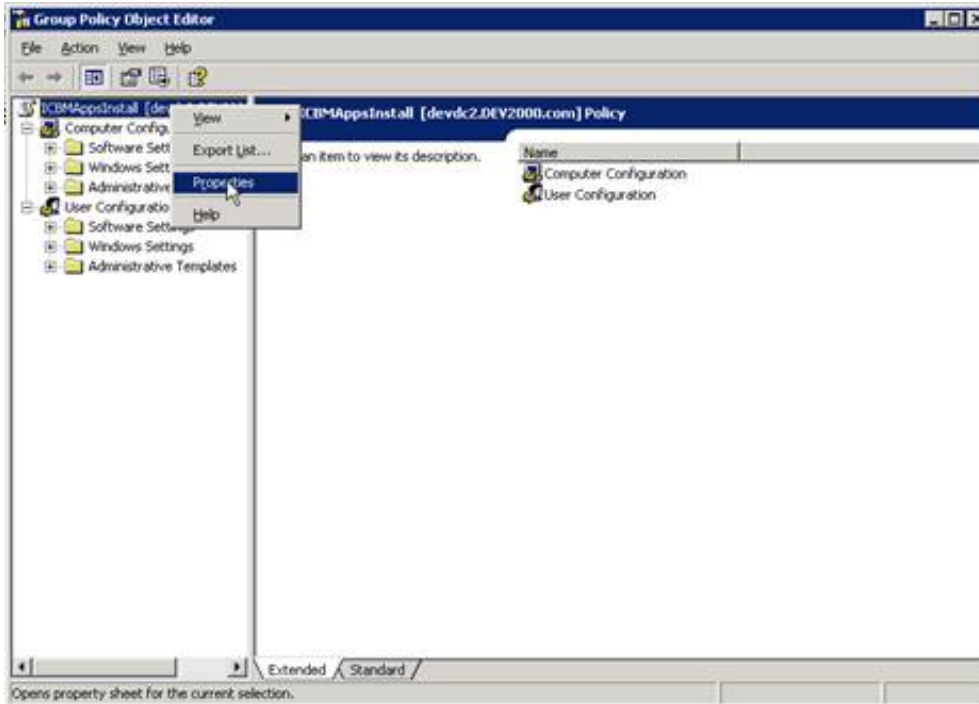 Group Policy Object Editor
File Action View Help
ICBMAppsInstall
Computer Config
Software Sett
Windows Sett
Administrative
User Configuratio
Software Settings
Windows Settings
Administrative Templates
View
Export List...
Properties
Help
ICBMAppsInstall [devdc2.DEV2000.com] Policy
an item to view its description.
Name
Computer Configuration
User Configuration
Extended Standard
Opens property sheet for the current selection.